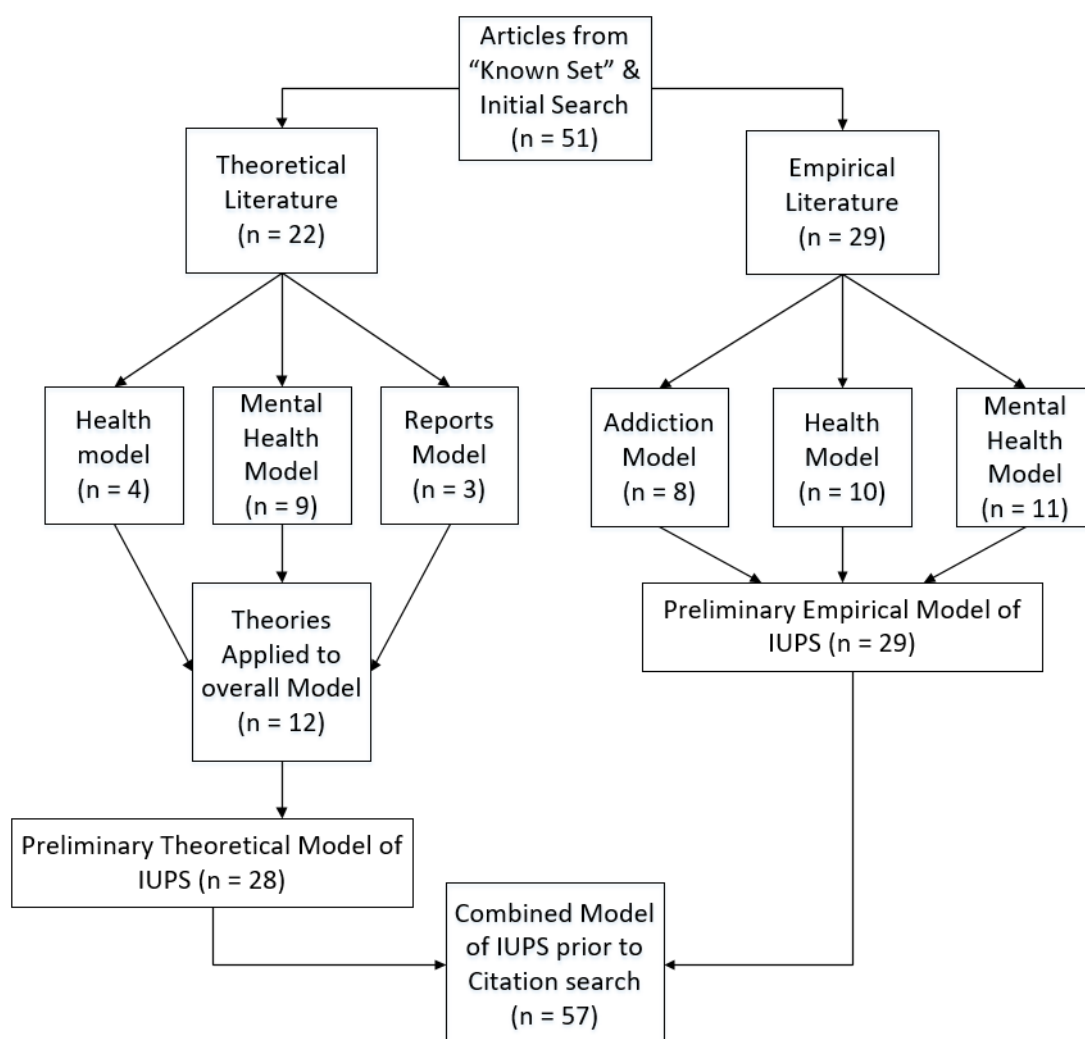 Articles from
“Known Set” &
Initial Search
(n = 51)
Theoretical
Literature
(n = 22)
Empirical
Literature
(n = 29)
Health
model
(n = 4)
Mental
Health
Model
(n = 9)
Reports
Model
(n = 3)
Addiction
Model
(n = 8)
Health
Model
(n = 10)
Mental
Health
Model
(n = 11)
Theories
Applied to
overall Model
(n = 12)
Preliminary Empirical Model of
IUPS (n = 29)
Preliminary Theoretical Model of
IUPS (n = 28)
Combined Model
of IUPS prior to
Citation search
(n = 57)